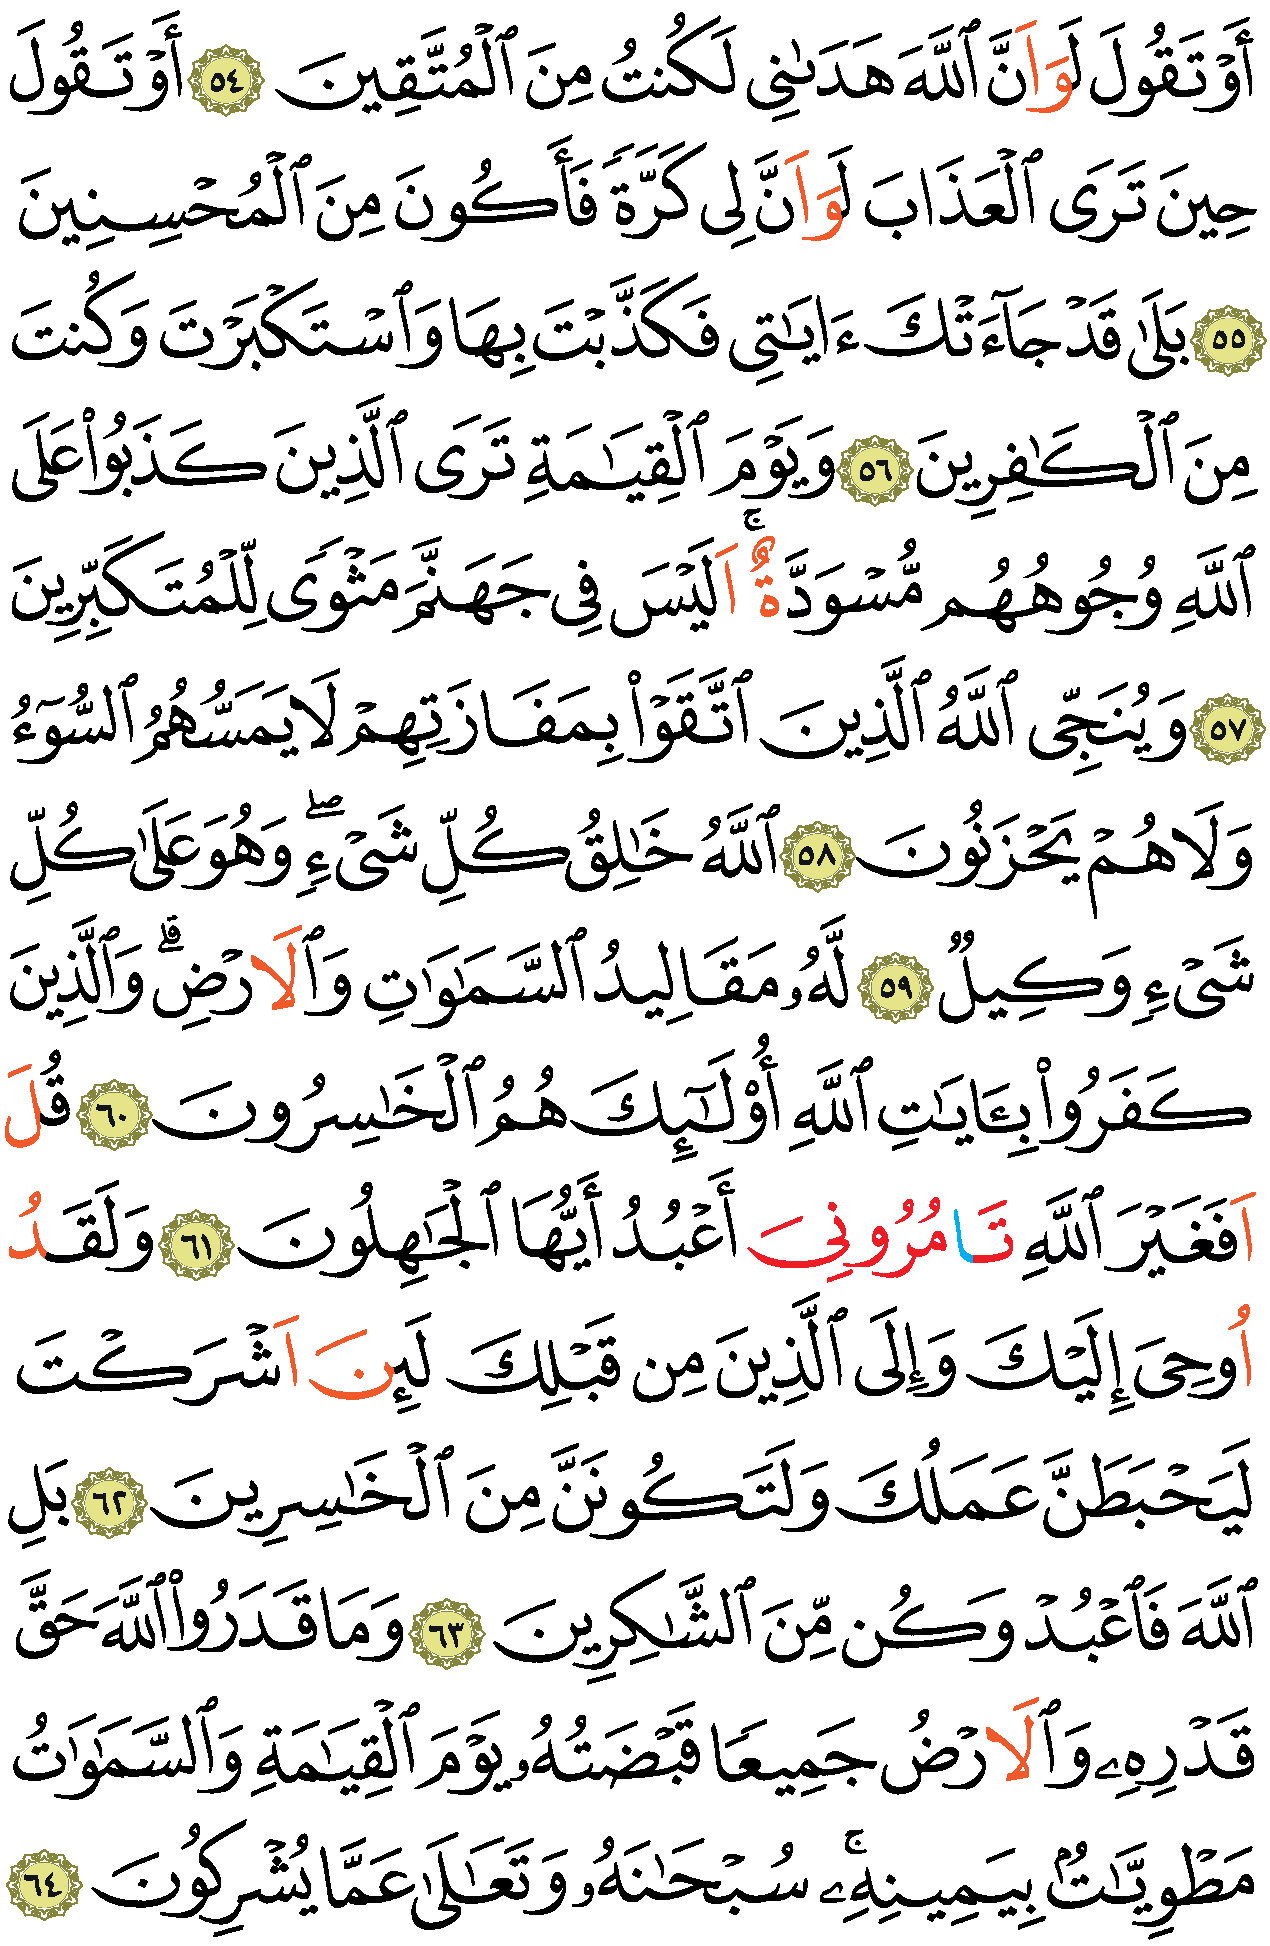 أَوْ تَقُولَ لَوَ اَنَّ ٱللَّهَ هَدَىٰنِى لَكُنتُ مِنَ ٱلْمُتَّقِينَ ٥٤ أَوْ تَقُولَ
حِينَ تَرَى ٱلْعَذَابَ لَوَ اَنَّ لِى كَرَّةً فَأَكُونَ مِنَ ٱلْمُحْسِنِينَ
٥٥ بَلَىٰ قَدْ جَآءَتْكَ ءَايَٰتِى فَكَذَّبْتَ بِهَا وَٱسْتَكْبَرْتَ وَكُنتَ
مِنَ ٱلْكَٰفِرِينَ ٥٦ وَيَوْمَ ٱلْقِيَٰمَةِ تَرَى ٱلَّذِينَ كَذَبُوا۟ عَلَى
ٱللَّهِ وُجُوهُهُم مُّسْوَدَّةٌ ۚ اَلَيْسَ فِى جَهَنَّمَ مَثْوًى لِّلْمُتَكَبِّرِينَ
٥٧ وَيُنَجِّى ٱللَّهُ ٱلَّذِينَ ٱتَّقَوْا۟ بِمَفَازَتِهِمْ لَا يَمَسُّهُمُ ٱلسُّوٓءُ
وَلَا هُمْ يَحْزَنُونَ ٥٨ ٱللَّهُ خَٰلِقُ كُلِّ شَىْءٍ ۖ وَهُوَ عَلَىٰ كُلِّ
شَىْءٍ وَكِيلٌ ٥٩ لَّهُۥ مَقَالِيدُ ٱلسَّمَٰوَٰتِ وَٱلَارْضِ ۗ وَٱلَّذِينَ
كَفَرُوا۟ بِـَٔايَٰتِ ٱللَّهِ أُو۟لَٰٓئِكَ هُمُ ٱلْخَٰسِرُونَ ٦٠ قُلَ
اَفَغَيْرَ ٱللَّهِ تَامُرُونِىَ أَعْبُدُ أَيُّهَا ٱلْجَٰهِلُونَ ٦١ وَلَقَدُ
اُوحِىَ إِلَيْكَ وَإِلَى ٱلَّذِينَ مِن قَبْلِكَ لَئِنَ اَشْرَكْتَ
لَيَحْبَطَنَّ عَمَلُكَ وَلَتَكُونَنَّ مِنَ ٱلْخَٰسِرِينَ ٦٢ بَلِ
ٱللَّهَ فَٱعْبُدْ وَكُن مِّنَ ٱلشَّٰكِرِينَ ٦٣ وَمَا قَدَرُوا۟ ٱللَّهَ حَقَّ
قَدْرِهِۦ وَٱلَارْضُ جَمِيعًا قَبْضَتُهُۥ يَوْمَ ٱلْقِيَٰمَةِ وَٱلسَّمَٰوَٰتُ
مَطْوِيَّٰتٌۢ بِيَمِينِهِۦ ۚ سُبْحَٰنَهُۥ وَتَعَٰلَىٰ عَمَّا يُشْرِكُونَ ٦٤